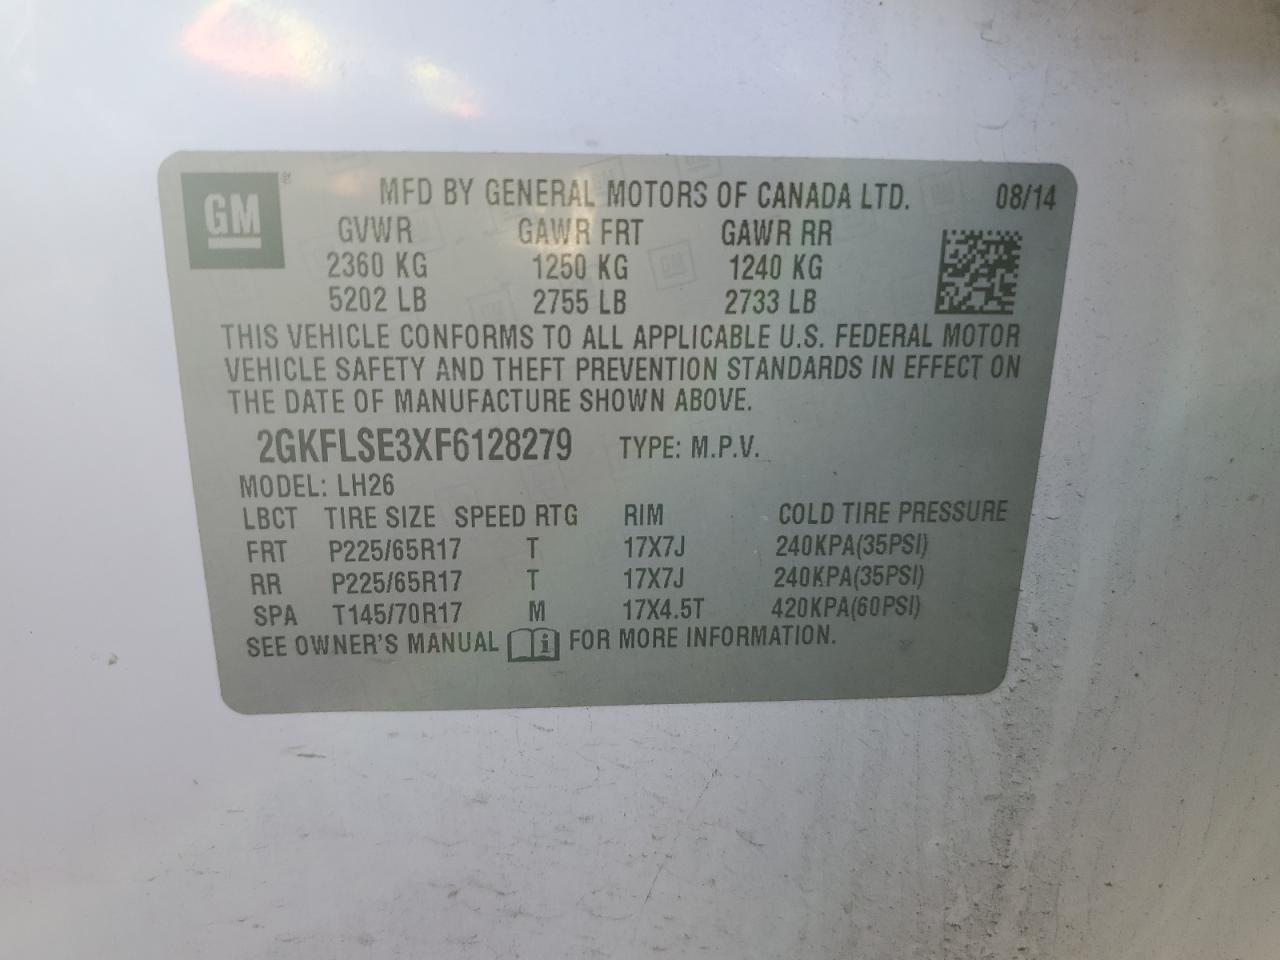 GM ® MFD BY GENERAL MOTORS OF CANADA LTD. 08/14
GVWR GAWR FRT GAWR RR
2360 KG 1250 KG 1240 KG
5202 LB 2755 LB 2733 LB
THIS VEHICLE CONFORMS TO ALL APPLICABLE U.S. FEDERAL MOTOR
VEHICLE SAFETY AND THEFT PREVENTION STANDARDS IN EFFECT ON
THE DATE OF MANUFACTURE SHOWN ABOVE.
2GKFLSE3XF6128279 TYPE: M.P.V.
MODEL: LH26
LBCT TIRE SIZE SPEED RTG RIM COLD TIRE PRESSURE
FRT P225/65R17 T 17X7J 240KPA(35PSI)
RR P225/65R17 T 17X7J 240KPA(35PSI)
SPA T145/70R17 M 17X4.5T 420KPA(60PSI)
SEE OWNER'S MANUAL i FOR MORE INFORMATION.